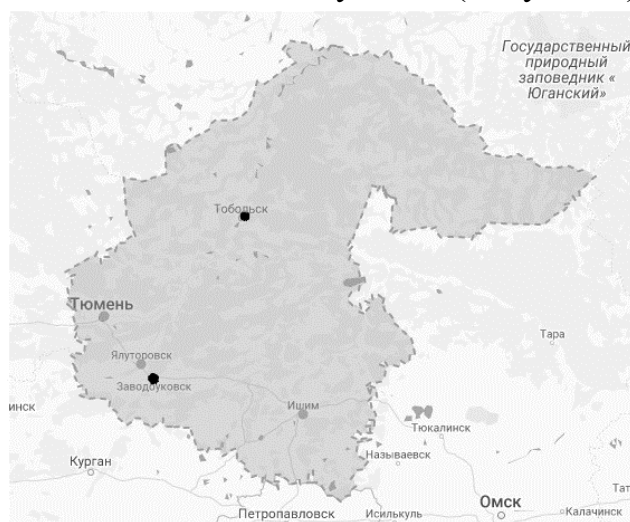 Государственный
природный
заповедник «
Юганский»
Тобольск
Тюмень
Тара
Ялуторовск
Заводоуковск
инск
Ишим
Тюкалинск
Называевск
Курган
Тат
Омск
Калачинск
Петропавловск
Исилькуль